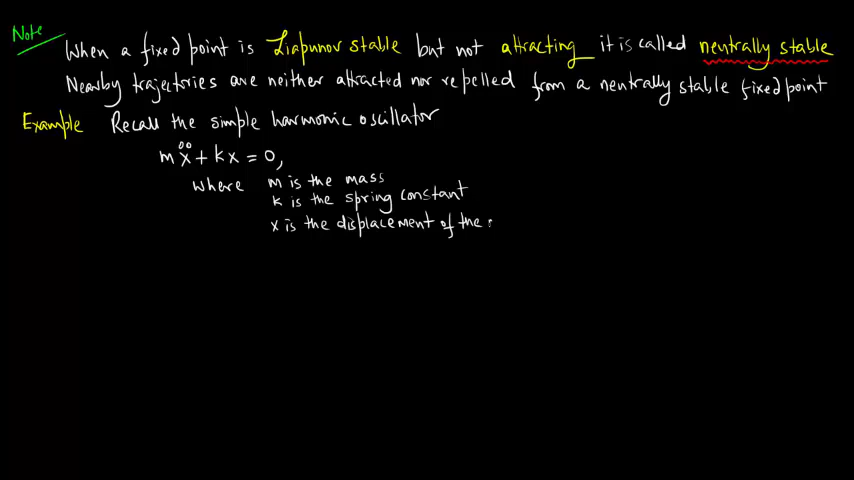 Note
When a fixed point is Liapunov stable but not attracting it is called neutrally stable
Nearby trajectories are neither attracted nor repelled from a neutrally stable fixed point
Example Recall the simple harmonic oscillator
mẍ + kx = 0,
where m is the mass
k is the spring constant
x is the displacement of the